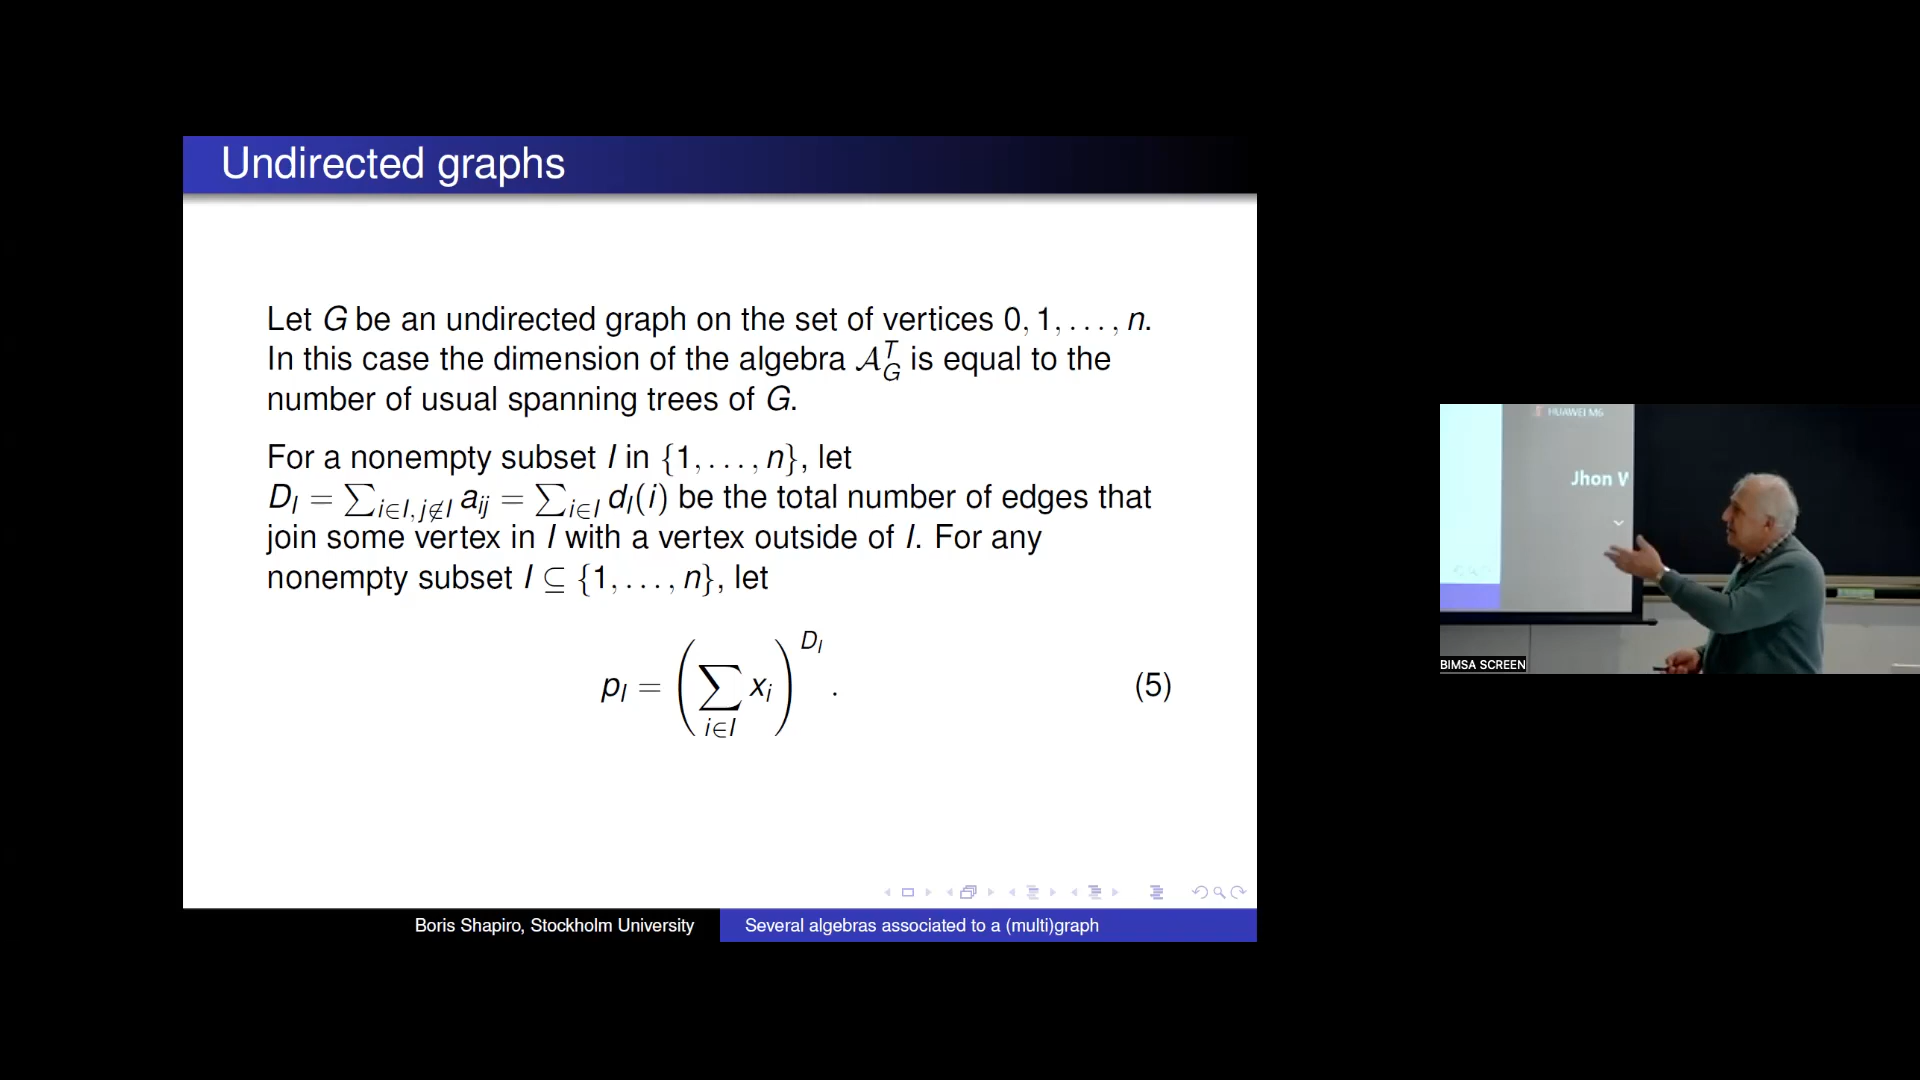 Undirected graphs
Let G be an undirected graph on the set of vertices 0, 1, . . . , n.
In this case the dimension of the algebra 𝒜_G^T is equal to the
number of usual spanning trees of G.
For a nonempty subset I in {1, . . . , n}, let
D_I = ∑_{i∈I, j∉I} a_{ij} = ∑_{i∈I} d_I(i) be the total number of edges that
join some vertex in I with a vertex outside of I. For any
nonempty subset I ⊆ {1, . . . , n}, let
p_I = (∑_{i∈I} x_i)^{D_I} . (5)
Boris Shapiro, Stockholm University
Several algebras associated to a (multi)graph
HUAWEI M6
Jhon
BIMSA SCREEN